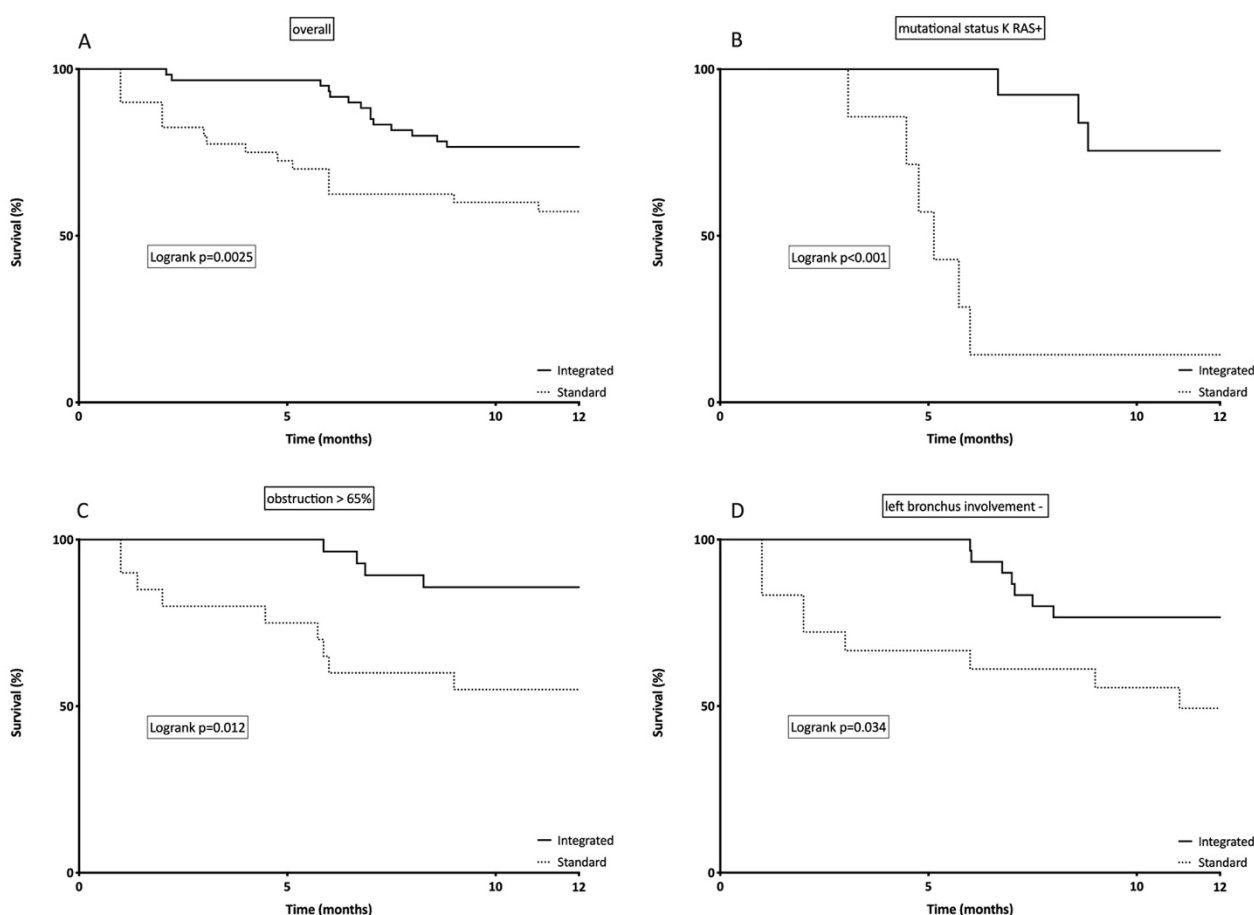 A
overall
100
50
0
Survival (%)
Logrank p=0.0025
Integrated
Standard
0 5 10 12
Time (months)
B
mutational status K RAS+
100
50
0
Survival (%)
Logrank p<0.001
Integrated
Standard
0 5 10 12
Time (months)
C
obstruction > 65%
100
50
0
Survival (%)
Logrank p=0.012
Integrated
Standard
0 5 10 12
Time (months)
D
left bronchus involvement -
100
50
0
Survival (%)
Logrank p=0.034
Integrated
Standard
0 5 10 12
Time (months)